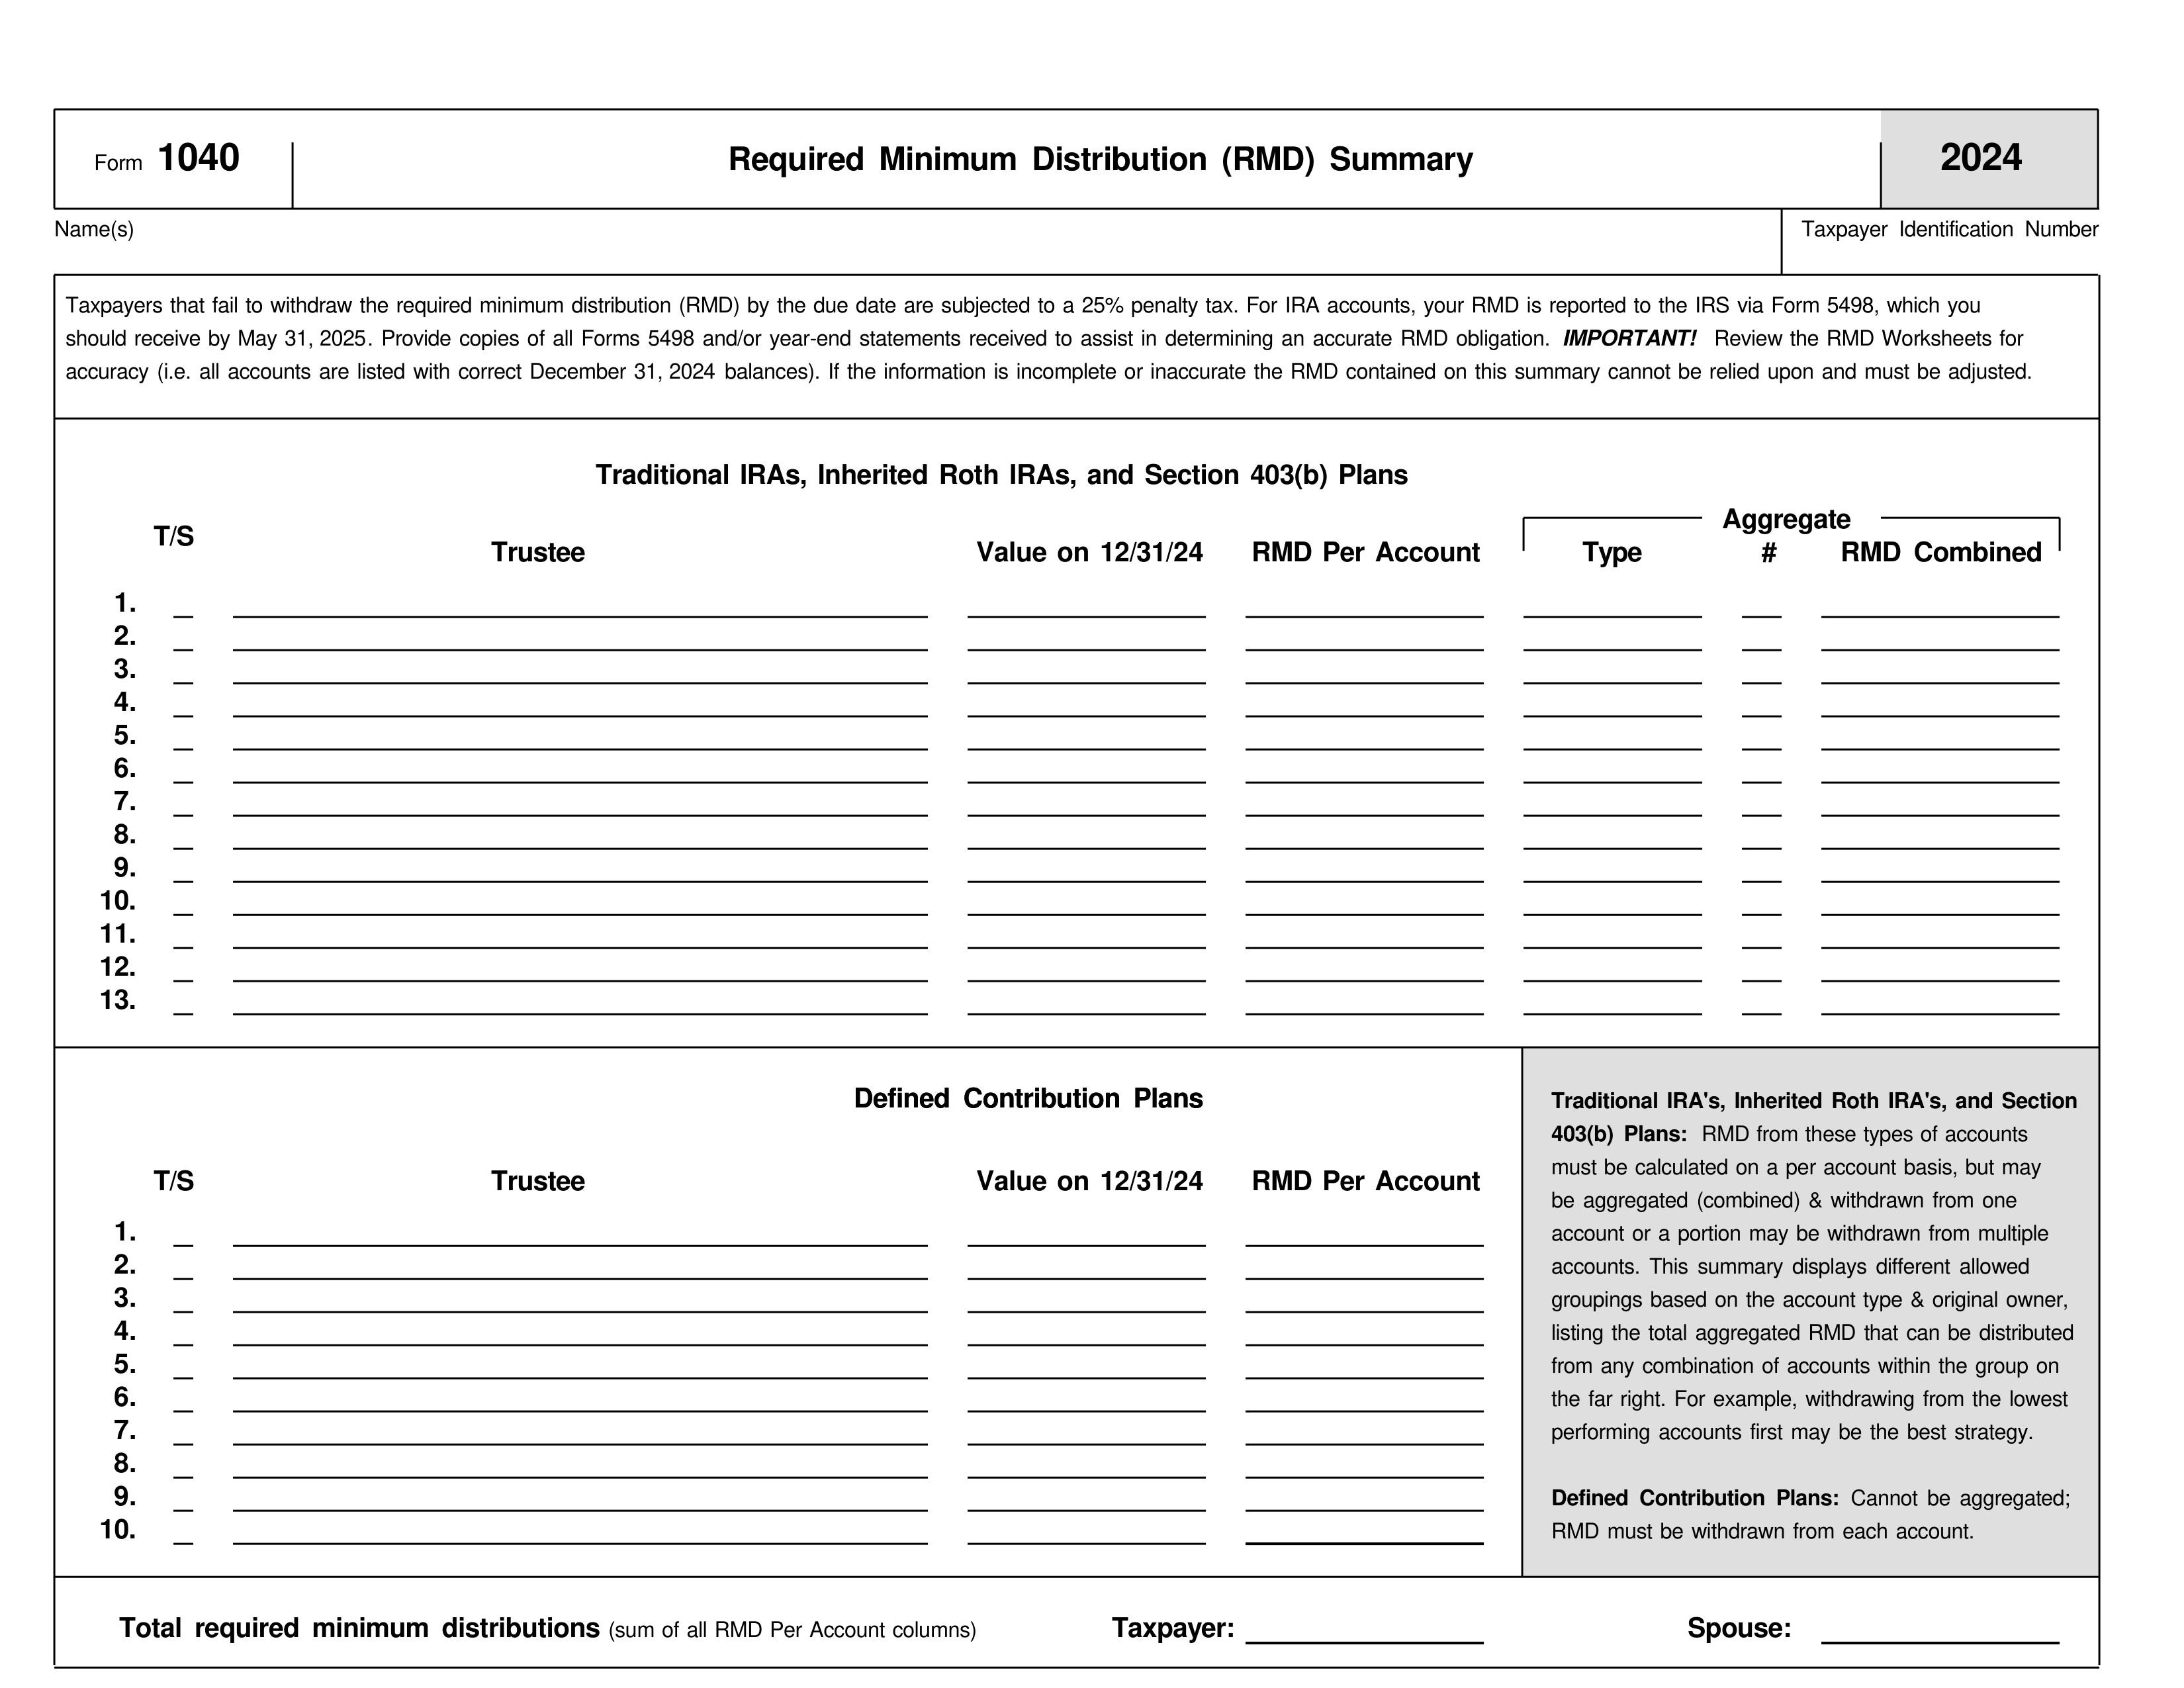 Form 1040 Required Minimum Distribution (RMD) Summary 2024
Name(s) Taxpayer Identification Number
Taxpayers that fail to withdraw the required minimum distribution (RMD) by the due date are subjected to a 25% penalty tax. For IRA accounts, your RMD is reported to the IRS via Form 5498, which you
should receive by May 31, 2025. Provide copies of all Forms 5498 and/or year-end statements received to assist in determining an accurate RMD obligation. IMPORTANT! Review the RMD Worksheets for
accuracy (i.e. all accounts are listed with correct December 31, 2024 balances). If the information is incomplete or inaccurate the RMD contained on this summary cannot be relied upon and must be adjusted.
Traditional IRAs, Inherited Roth IRAs, and Section 403(b) Plans
Aggregate
T/S Trustee Value on 12/31/24 RMD Per Account Type # RMD Combined
1.
2.
3.
4.
5.
6.
7.
8.
9.
10.
11.
12.
13.
Defined Contribution Plans
T/S Trustee Value on 12/31/24 RMD Per Account
1.
2.
3.
4.
5.
6.
7.
8.
9.
10.
Traditional IRA's, Inherited Roth IRA's, and Section
403(b) Plans: RMD from these types of accounts
must be calculated on a per account basis, but may
be aggregated (combined) & withdrawn from one
account or a portion may be withdrawn from multiple
accounts. This summary displays different allowed
groupings based on the account type & original owner,
listing the total aggregated RMD that can be distributed
from any combination of accounts within the group on
the far right. For example, withdrawing from the lowest
performing accounts first may be the best strategy.
Defined Contribution Plans: Cannot be aggregated;
RMD must be withdrawn from each account.
Total required minimum distributions (sum of all RMD Per Account columns) Taxpayer: Spouse: